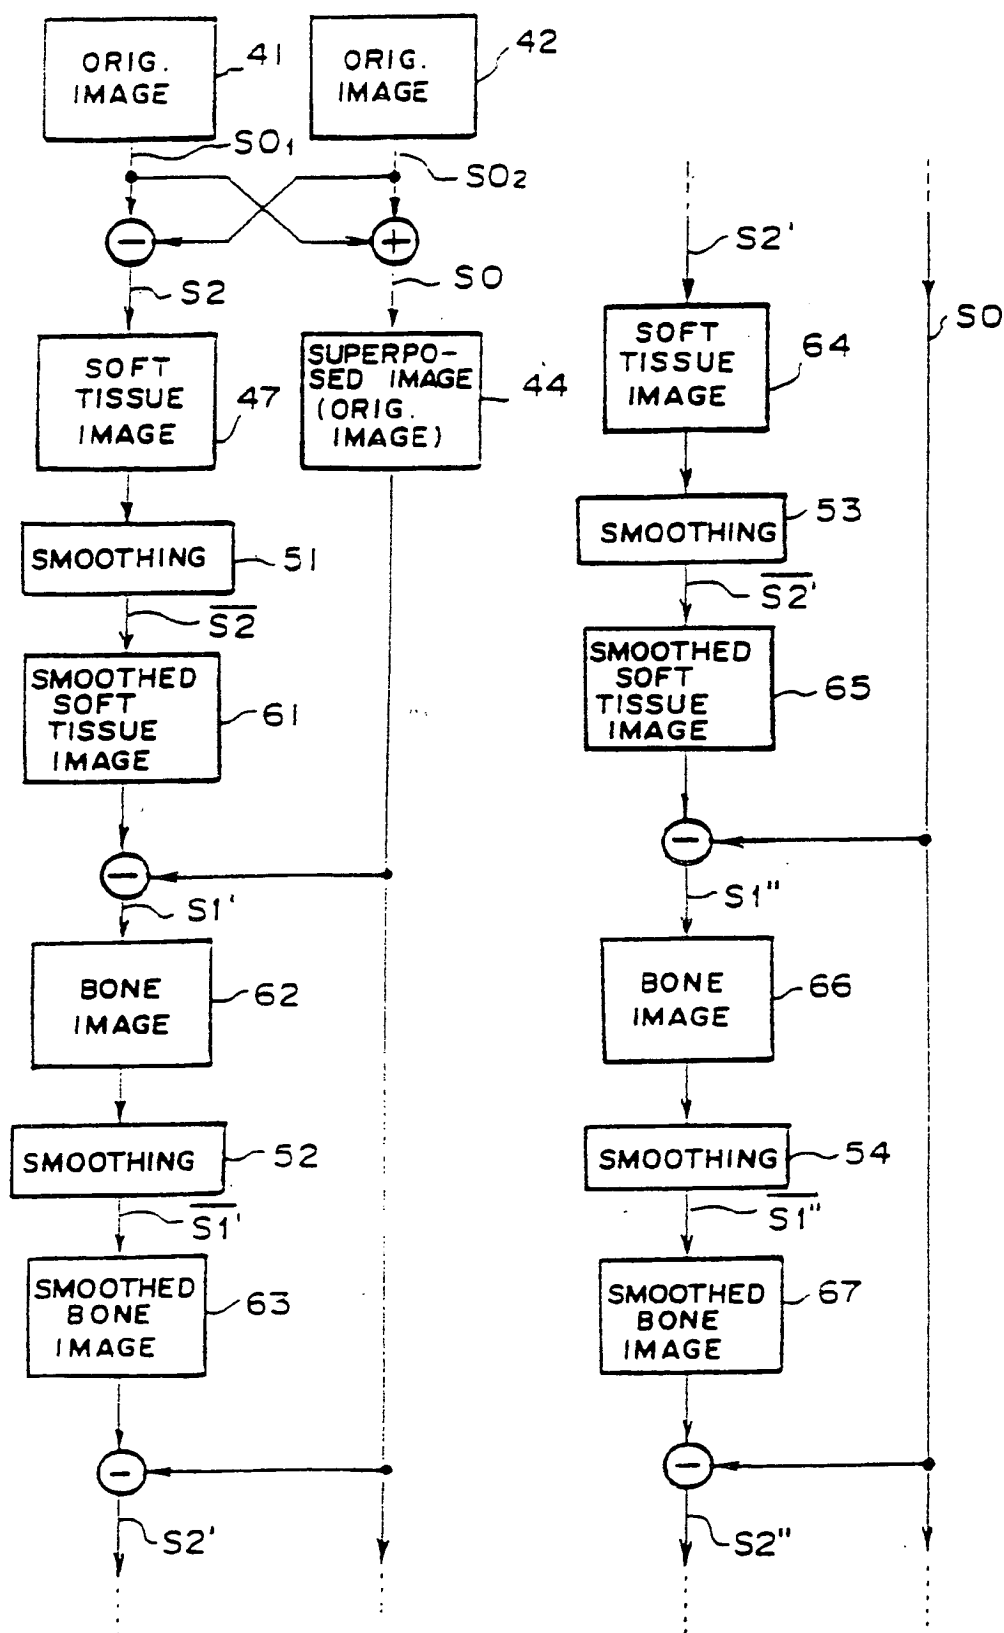 ORIG.
IMAGE
41
ORIG.
IMAGE
42
SO1
SO2
−
+
S2
SO
SOFT
TISSUE
IMAGE
47
SUPERPO-
SED IMAGE
(ORIG.
IMAGE)
44
SMOOTHING
51
S2
SMOOTHED
SOFT
TISSUE
IMAGE
61
−
S1'
BONE
IMAGE
62
SMOOTHING
52
S1'
SMOOTHED
BONE
IMAGE
63
−
S2'
S2'
SO
SOFT
TISSUE
IMAGE
64
SMOOTHING
53
S2'
SMOOTHED
SOFT
TISSUE
IMAGE
65
−
S1"
BONE
IMAGE
66
SMOOTHING
54
S1"
SMOOTHED
BONE
IMAGE
67
−
S2"